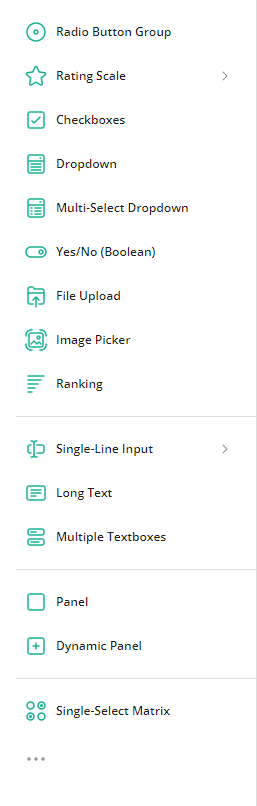 Radio Button Group
Rating Scale
Checkboxes
Dropdown
Multi-Select Dropdown
Yes/No (Boolean)
File Upload
Image Picker
Ranking
Single-Line Input
Long Text
Multiple Textboxes
Panel
Dynamic Panel
Single-Select Matrix